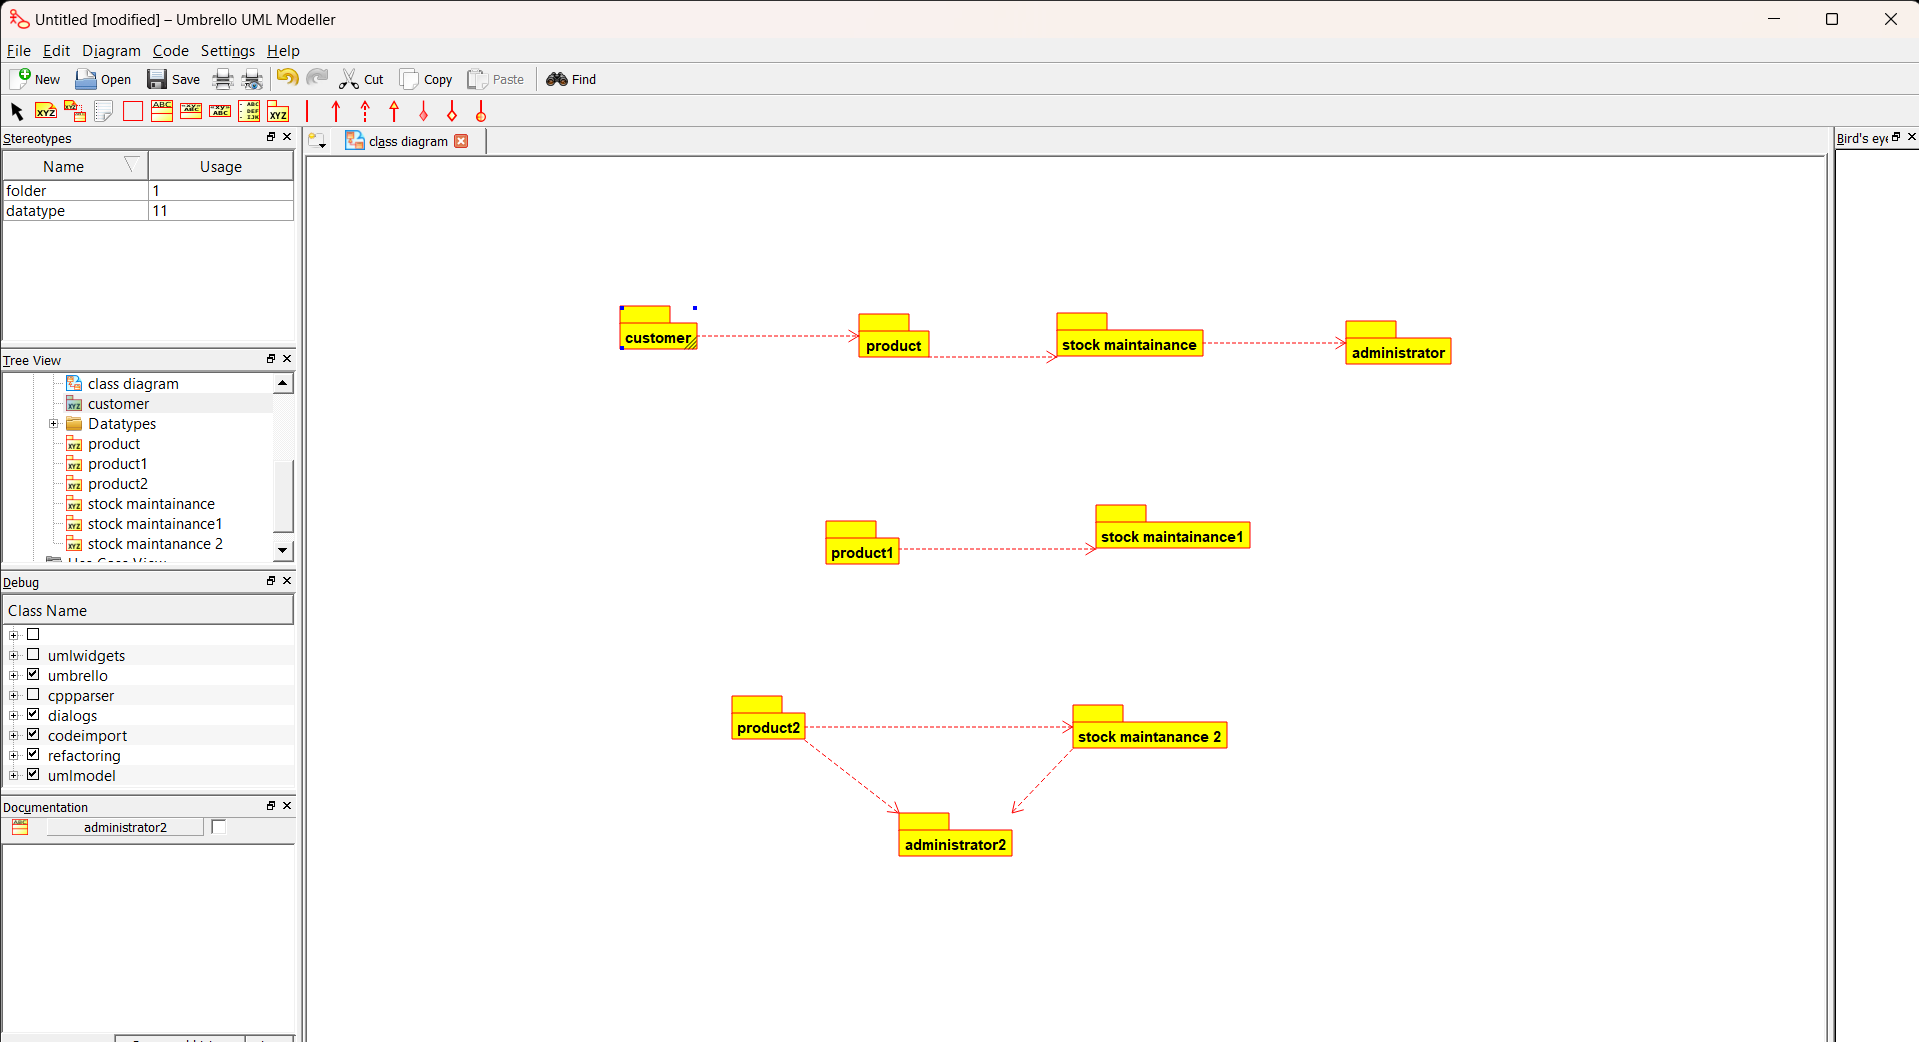 Untitled [modified] – Umbrello UML Modeller
File Edit Diagram Code Settings Help
New Open Save Cut Copy Paste Find
Stereotypes
Name Usage
folder 1
datatype 11
Tree View
class diagram
customer
Datatypes
product
product1
product2
stock maintainance
stock maintainance1
stock maintanance 2
Debug
Class Name
umlwidgets
umbrello
cppparser
dialogs
codeimport
refactoring
umlmodel
Documentation
administrator2
class diagram
customer
product
stock maintainance
administrator
product1
stock maintainance1
product2
stock maintanance 2
administrator2
Bird's eye